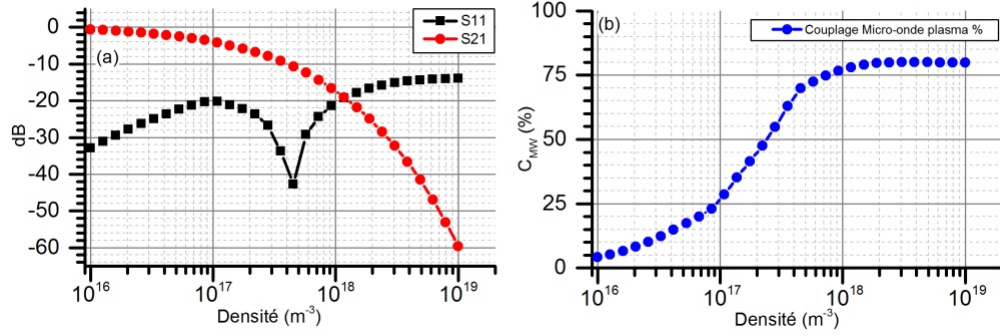 S11
S21
(a)
0
-10
-20
-30
-40
-50
-60
dB
10^16
10^17
10^18
10^19
Densité (m^-3)
(b)
Couplage Micro-onde plasma %
100
75
50
25
0
C_MW (%)
10^16
10^17
10^18
10^19
Densité (m^-3)